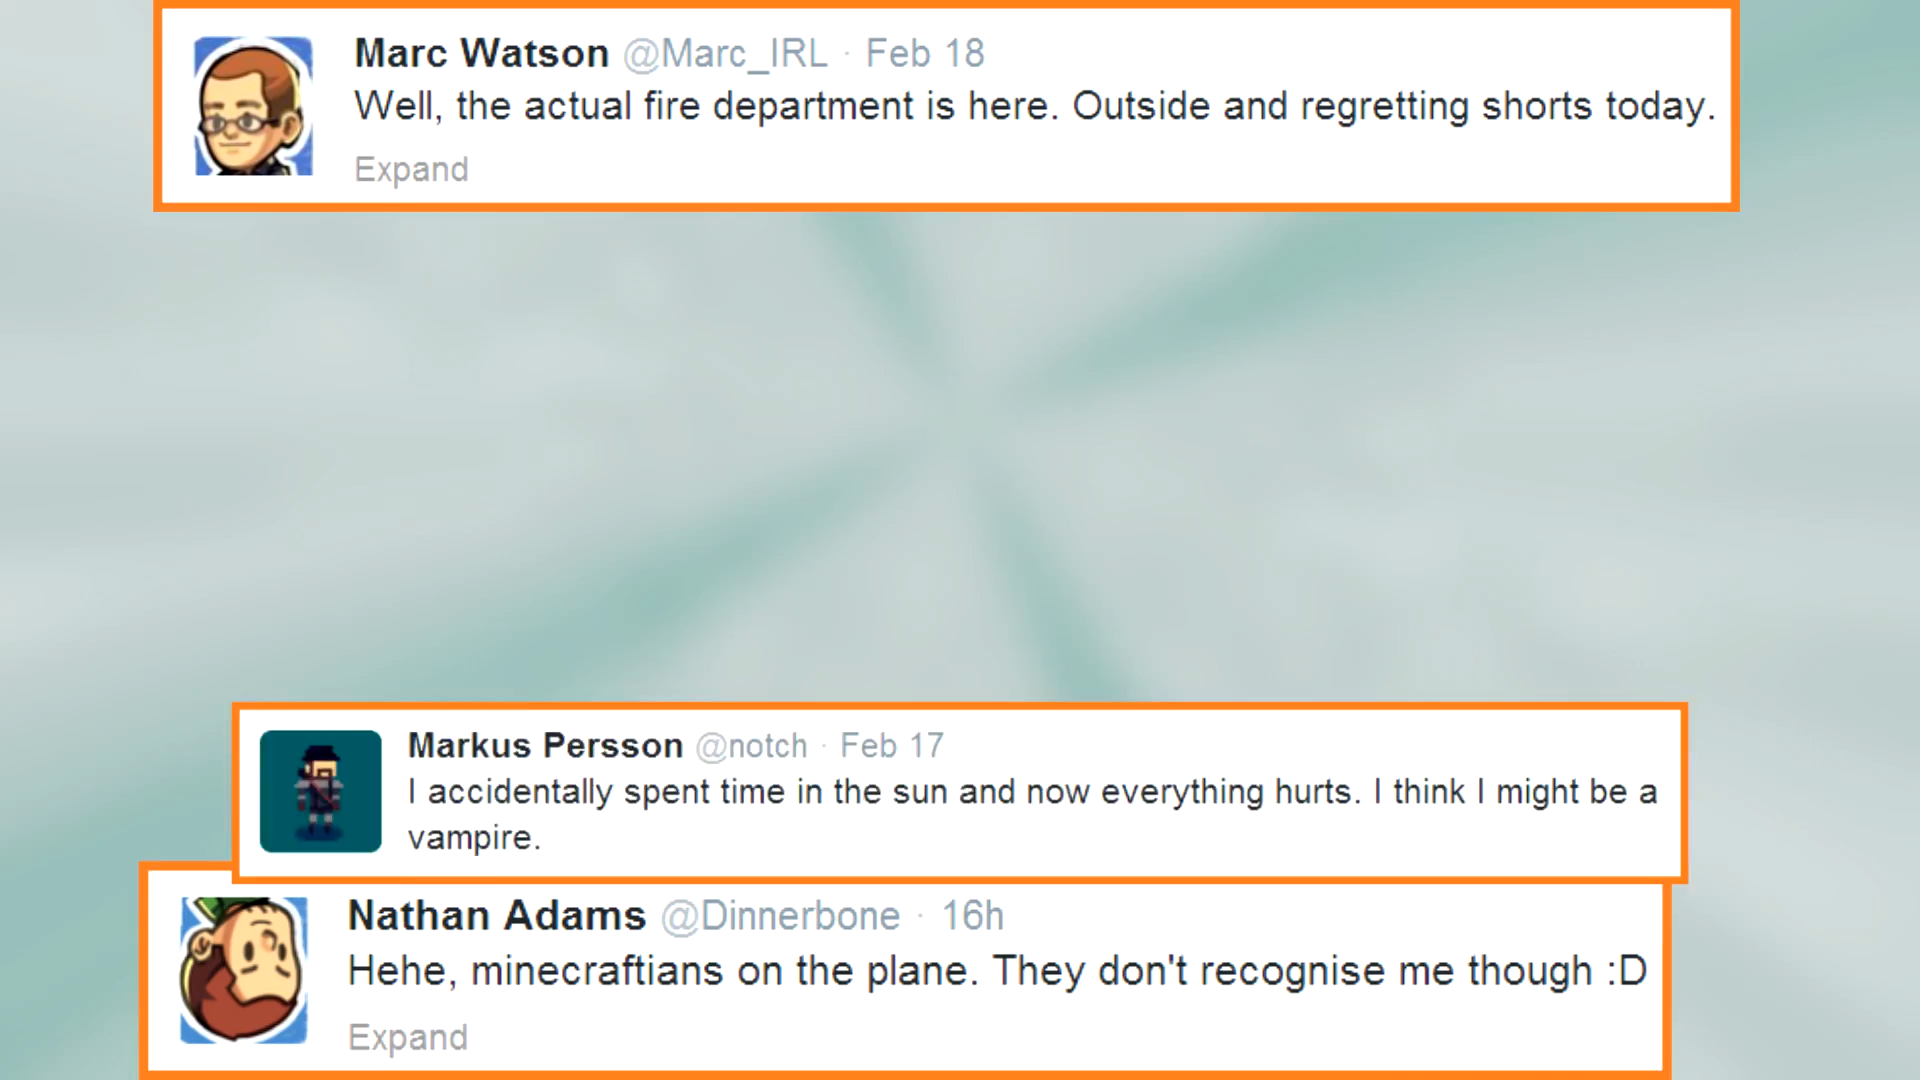 Marc Watson @Marc_IRL · Feb 18
Well, the actual fire department is here. Outside and regretting shorts today.
Expand
Markus Persson @notch · Feb 17
I accidentally spent time in the sun and now everything hurts. I think I might be a
vampire.
Nathan Adams @Dinnerbone · 16h
Hehe, minecraftians on the plane. They don't recognise me though :D
Expand